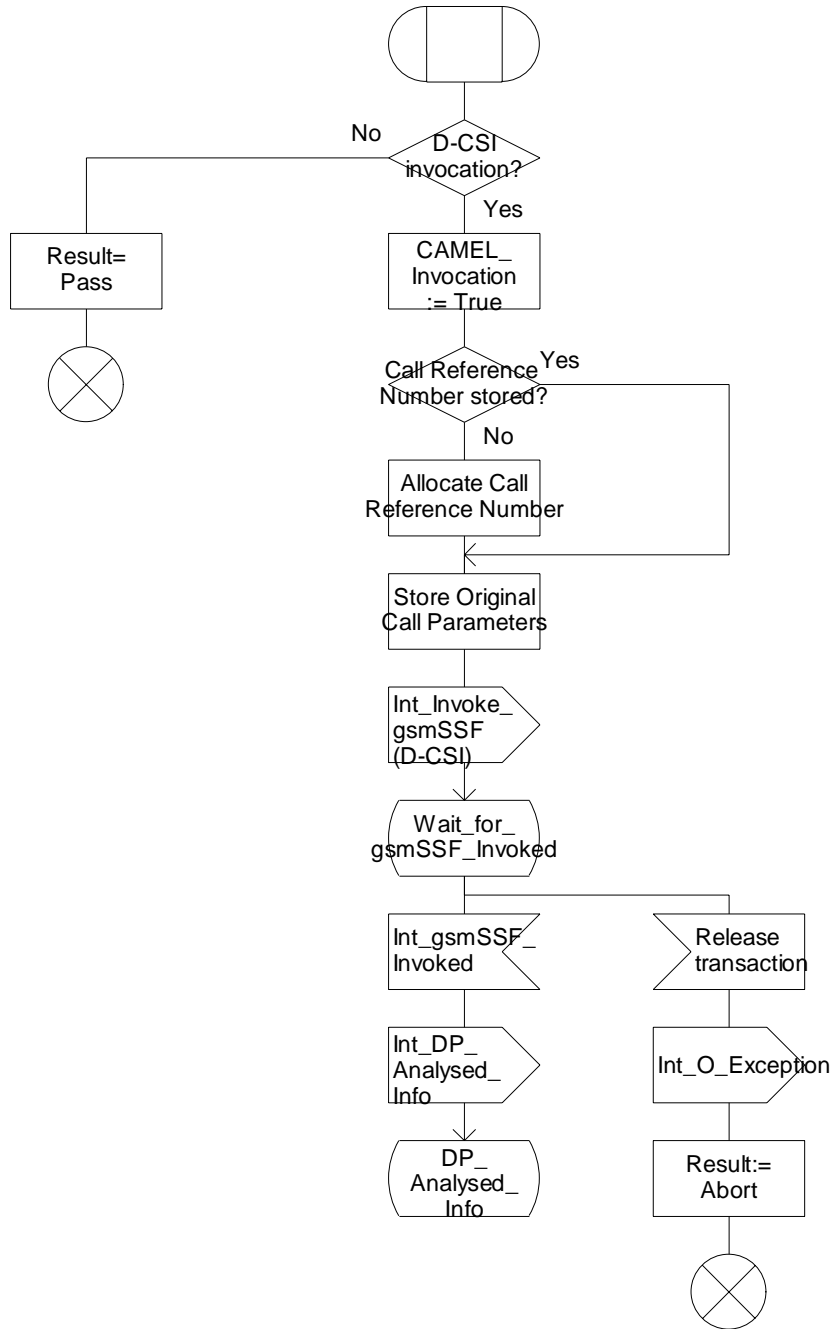 No
D-CSI
invocation?
Yes
Result=
Pass
CAMEL_
Invocation
:= True
Call Reference
Number stored?
Yes
No
Allocate Call
Reference Number
Store Original
Call Parameters
Int_Invoke_
gsmSSF
(D-CSI)
Wait_for_
gsmSSF_Invoked
Int_gsmSSF_
Invoked
Release
transaction
Int_DP_
Analysed_
Info
Int_O_Exception
DP_
Analysed_
Info
Result:=
Abort